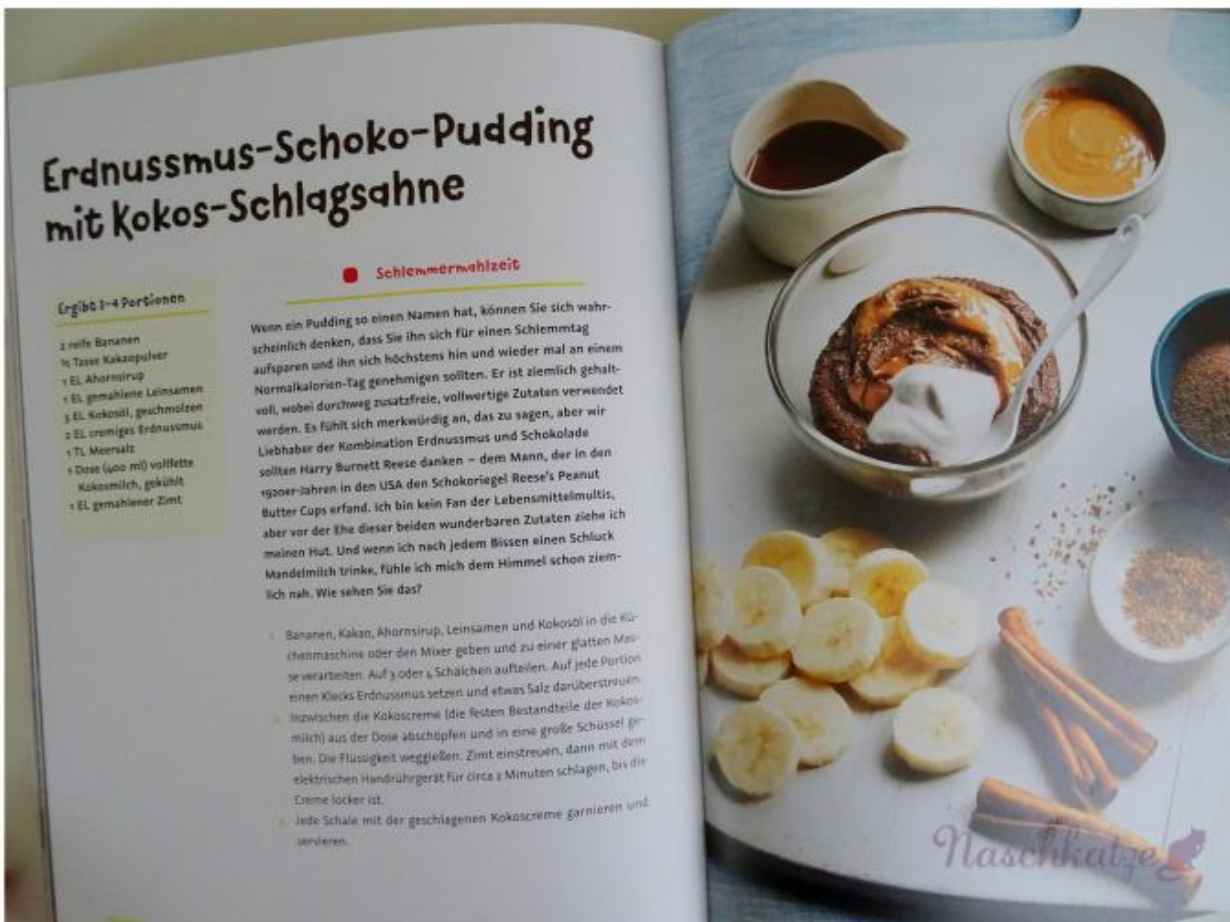 Erdnussmus-Schoko-Pudding
mit Kokos-Schlagsahne
Schlemmermahlzeit
Ergibt 3-4 Portionen
2 reife Bananen
Tasse Kakaopulver
1 EL Ahornsirup
1 EL gemahlene Leinsamen
3 EL Kokosöl, geschmolzen
2 EL cremiges Erdnussmus
1 TL Meersalz
1 Dose (400 ml) vollfette
Kokosmilch, gekühlt
1 EL gemahlener Zimt
Wenn ein Pudding so einen Namen hat, können Sie sich wahr-
scheinlich denken, dass Sie ihn sich für einen Schlemmtag
aufsparen und ihn sich höchstens hin und wieder mal an einem
Normalkalorien-Tag genehmigen sollten. Er ist ziemlich gehalt-
voll, wobei durchweg zusatzfreie, vollwertige Zutaten verwendet
werden. Es fühlt sich merkwürdig an, das zu sagen, aber wir
Liebhaber der Kombination Erdnussmus und Schokolade
sollten Harry Burnett Reese danken – dem Mann, der in den
1920er-Jahren in den USA den Schokoriegel Reese's Peanut
Butter Cups erfand. Ich bin kein Fan der Lebensmittelmultis,
aber vor der Ehe dieser beiden wunderbaren Zutaten ziehe ich
meinen Hut. Und wenn ich nach jedem Bissen einen Schluck
Mandelmilch trinke, fühle ich mich dem Himmel schon ziem-
lich nah. Wie sehen Sie das?
Bananen, Kakao, Ahornsirup, Leinsamen und Kokosöl in die Kü-
chenmaschine oder den Mixer geben und zu einer glatten Mas-
se verarbeiten. Auf 3 oder 4 Schälchen aufteilen. Auf jede Portion
einen Klecks Erdnussmus setzen und etwas Salz darüberstreuen.
Inzwischen die Kokoscreme (die festen Bestandteile der Kokos-
milch) aus der Dose abschöpfen und in eine große Schüssel ge-
ben. Die Flüssigkeit weggießen. Zimt einstreuen, dann mit dem
elektrischen Handrührgerät für circa 2 Minuten schlagen, bis die
Creme locker ist.
Jede Schale mit der geschlagenen Kokoscreme garnieren und
servieren.
Naschkatze